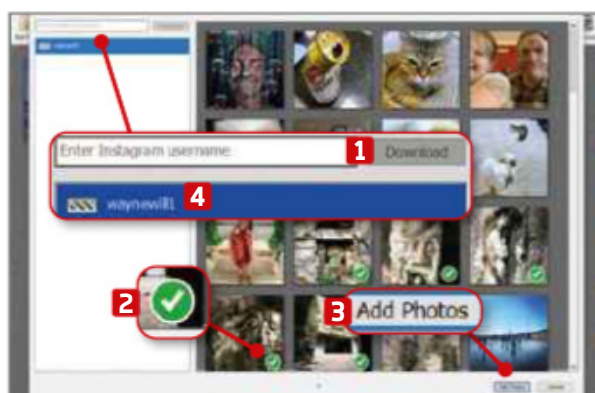 Enter Instagram username
1
Download
waynewill1
4
2
3
Add Photos